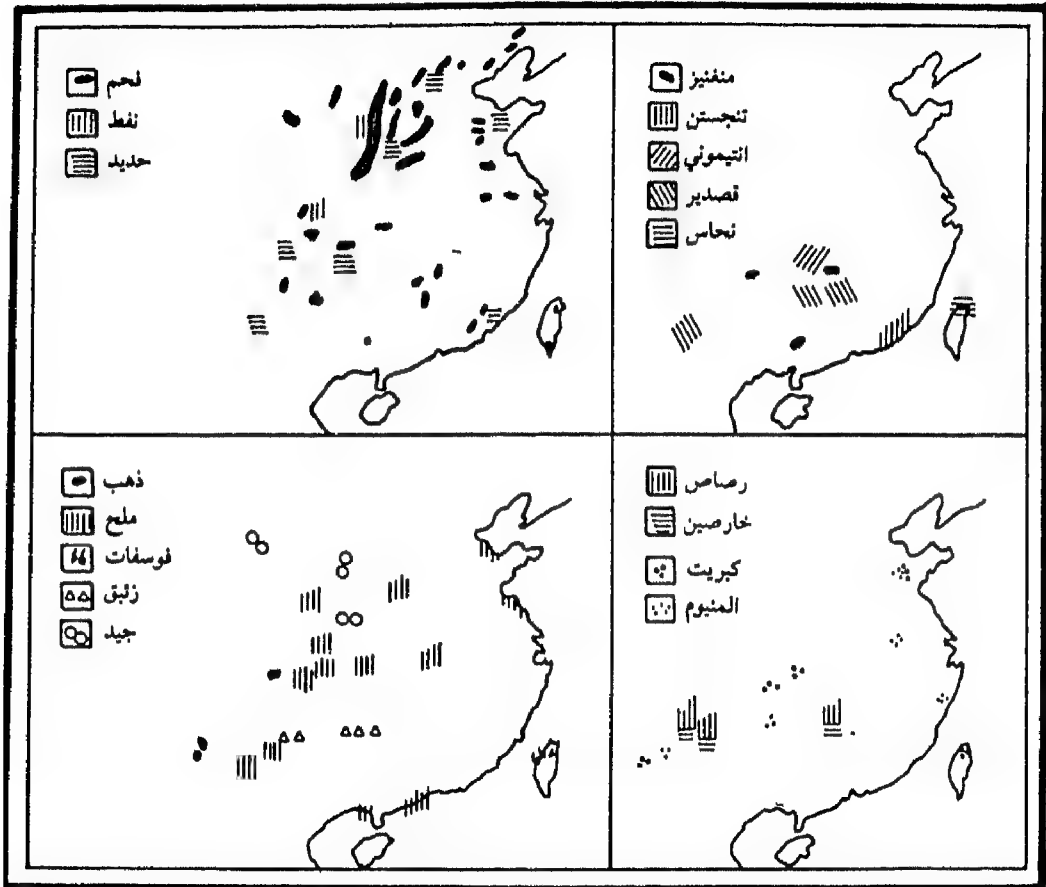 فحم
نفط
حديد
منغنيز
تنجستن
انتيموني
قصدير
نحاس
ذهب
ملح
فوسفات
زئبق
جيد
رصاص
خارصين
كبريت
المنيوم